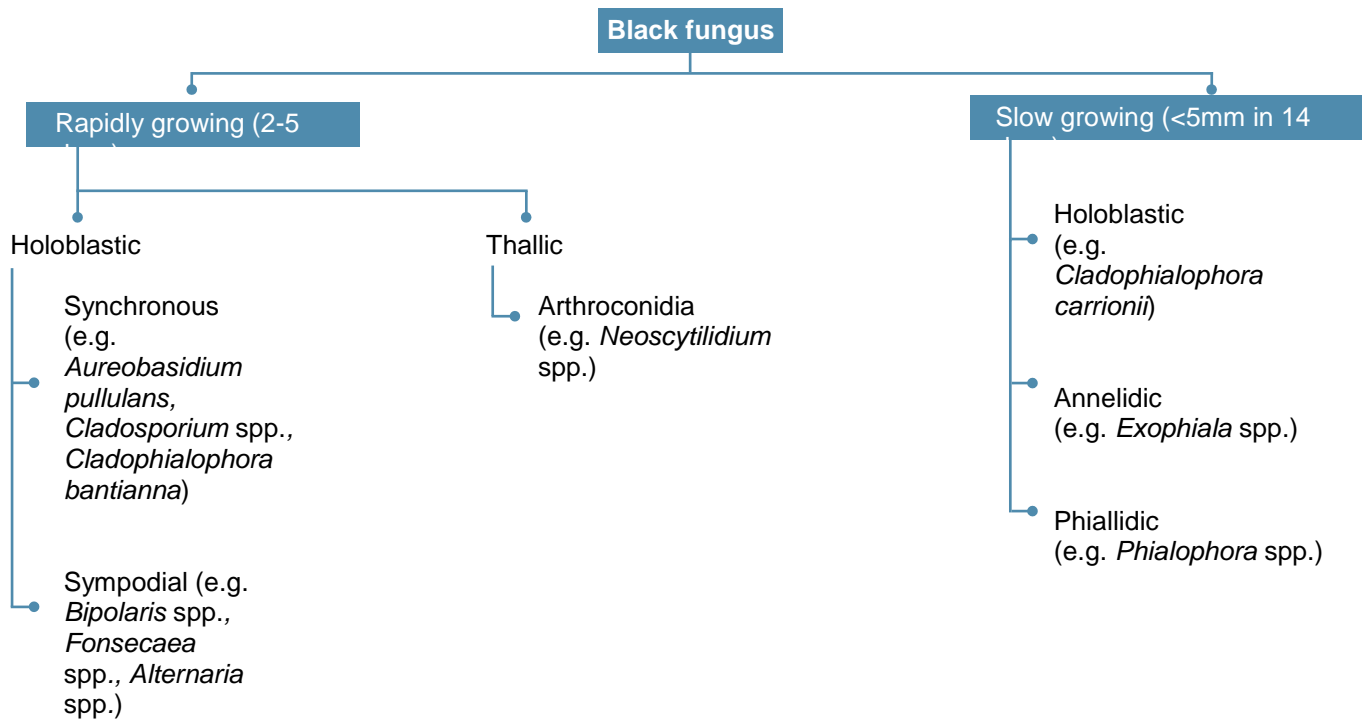 Black fungus
Rapidly growing (2-5
Slow growing (<5mm in 14
Holoblastic
Synchronous
(e.g.
Aureobasidium
pullulans,
Cladosporium spp.,
Cladophialophora
bantianna)
Sympodial (e.g.
Bipolaris spp.,
Fonsecaea
spp., Alternaria
spp.)
Thallic
Arthroconidia
(e.g. Neoscytilidium
spp.)
Holoblastic
(e.g.
Cladophialophora
carrionii)
Annelidic
(e.g. Exophiala spp.)
Phiallidic
(e.g. Phialophora spp.)